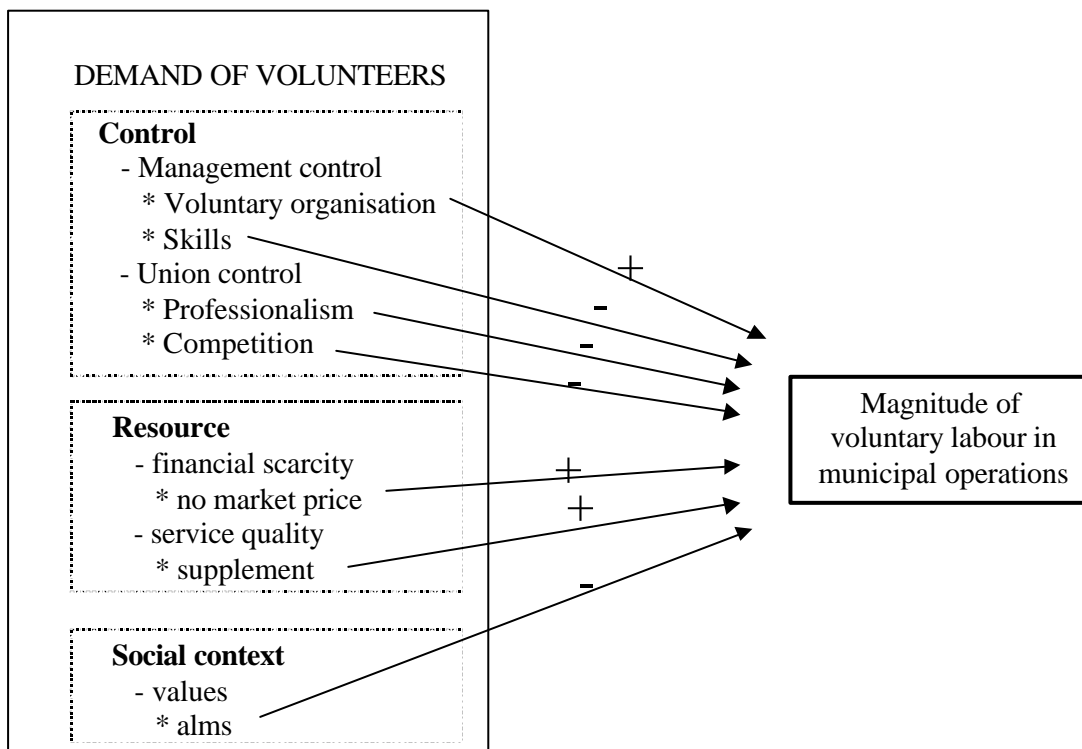 DEMAND OF VOLUNTEERS
Control
- Management control
* Voluntary organisation
* Skills
- Union control
* Professionalism
* Competition
Resource
- financial scarcity
* no market price
- service quality
* supplement
Social context
- values
* alms
+
-
-
-
+
+
-
Magnitude of
voluntary labour in
municipal operations